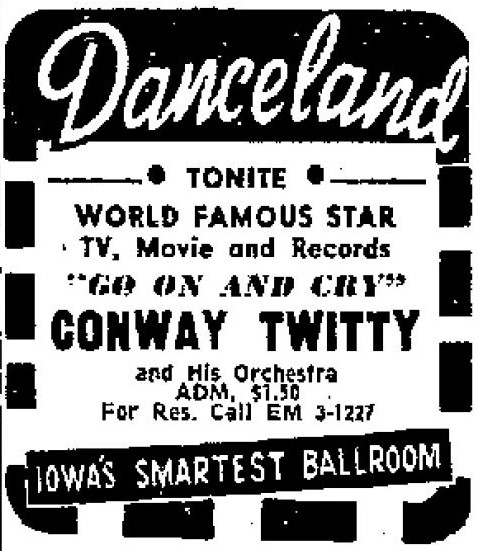 Danceland
TONITE
WORLD FAMOUS STAR
TV, Movie and Records
"GO ON AND CRY"
CONWAY TWITTY
and His Orchestra
ADM. $1.50
For Res. Call EM 3-1227
IOWA'S SMARTEST BALLROOM